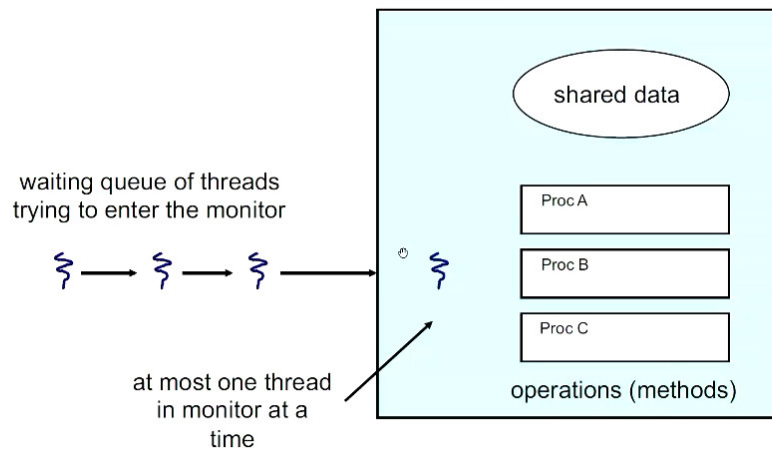 shared data
waiting queue of threads
trying to enter the monitor
Proc A
Proc B
Proc C
at most one thread
in monitor at a
time
operations (methods)